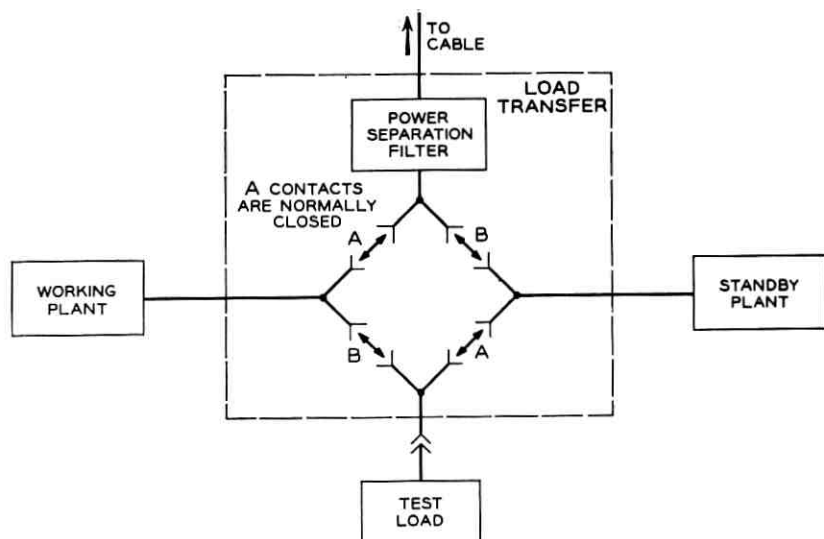 TO
CABLE
LOAD
TRANSFER
POWER
SEPARATION
FILTER
A CONTACTS
ARE NORMALLY
CLOSED
A
B
WORKING
PLANT
STANDBY
PLANT
B
A
TEST
LOAD